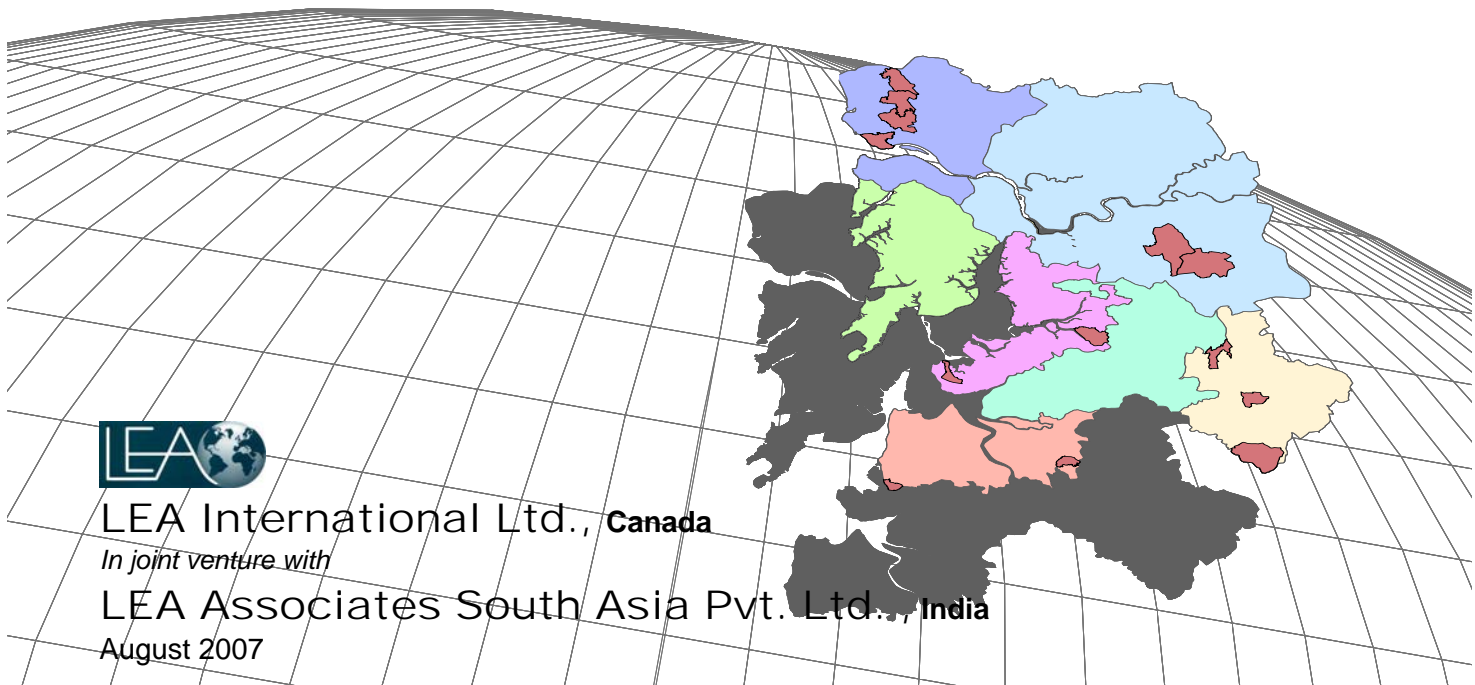 LEA
LEA International Ltd., Canada
In joint venture with
LEA Associates South Asia Pvt. Ltd., India
August 2007